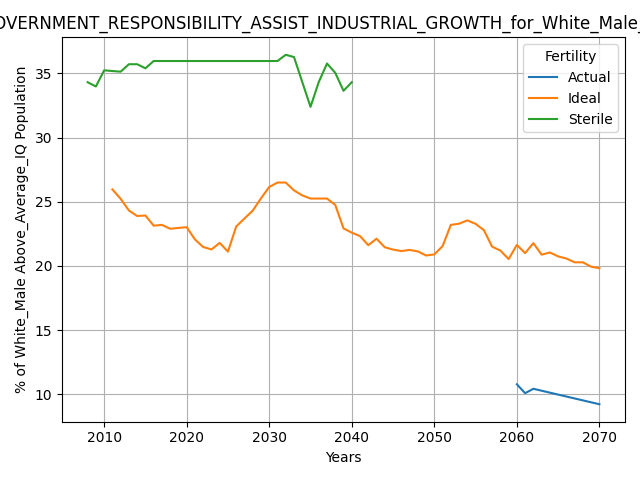 OVERNMENT_RESPONSIBILITY_ASSIST_INDUSTRIAL_GROWTH_for_White_Male_
Fertility
Actual
Ideal
Sterile
% of White_Male Above_Average_IQ Population
35
30
25
20
15
10
2010 2020 2030 2040 2050 2060 2070
Years